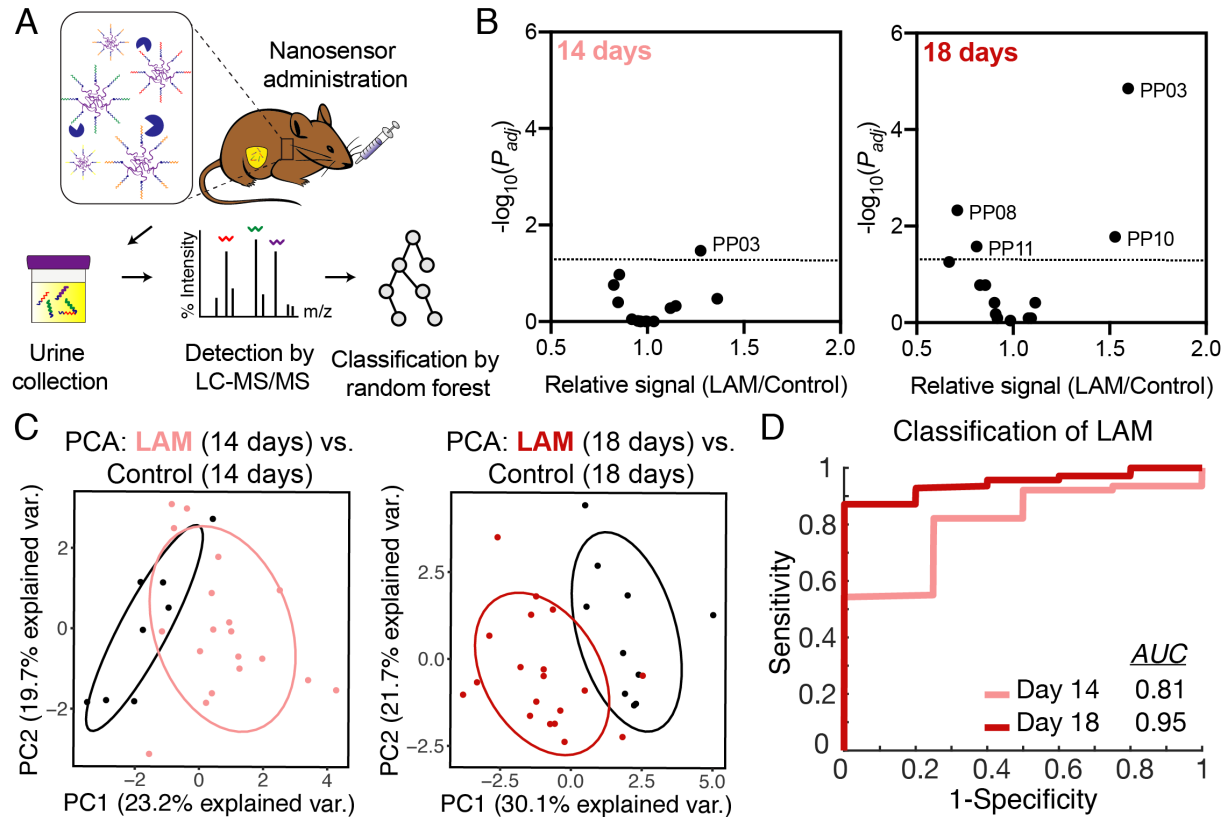 A
Nanosensor
administration
% Intensity
m/z
Urine
collection
Detection by
LC-MS/MS
Classification by
random forest
B
14 days
-log10(Padj)
6
4
2
0
PP03
0.5
1.0
1.5
2.0
Relative signal (LAM/Control)
18 days
-log10(Padj)
6
4
2
0
PP03
PP08
PP11
PP10
0.5
1.0
1.5
2.0
Relative signal (LAM/Control)
C
PCA: LAM (14 days) vs.
Control (14 days)
PC2 (19.7% explained var.)
2
0
−2
−2
0
2
4
PC1 (23.2% explained var.)
PCA: LAM (18 days) vs.
Control (18 days)
PC2 (21.7% explained var.)
2.5
0.0
−2.5
−2.5
0.0
2.5
5.0
PC1 (30.1% explained var.)
D
Classification of LAM
Sensitivity
1
0.8
0.6
0.4
0.2
0
AUC
Day 14 0.81
Day 18 0.95
0 0.2 0.4 0.6 0.8 1
1-Specificity